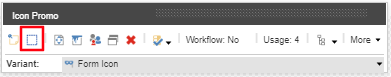 Icon Promo
Workflow: No Usage: 4 More
Variant: Form Icon